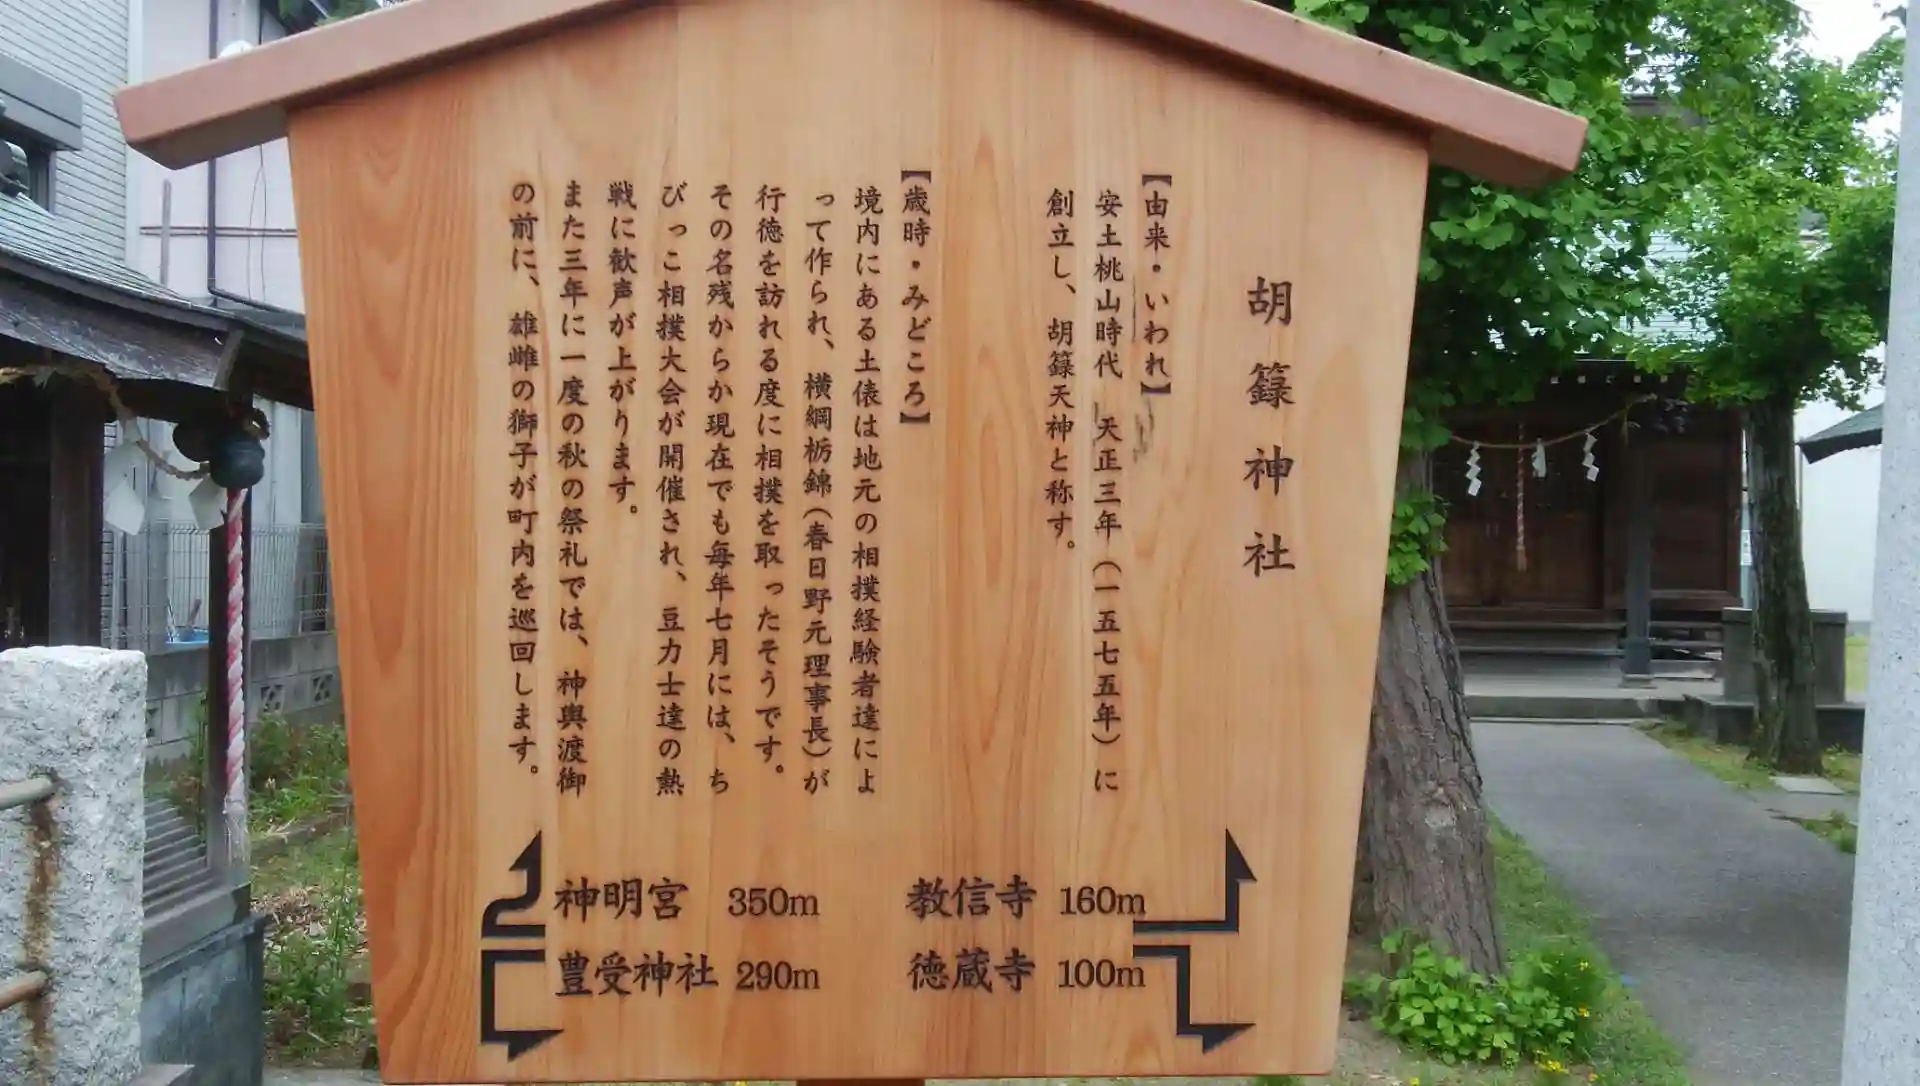 胡籙神社
【由来・いわれ】
安土桃山時代　天正三年（一五七五年）に
創立し、胡籙天神と称す。
【歳時・みどころ】
境内にある土俵は地元の相撲経験者達によ
って作られ、横綱栃錦（春日野元理事長）が
行徳を訪れる度に相撲を取ったそうです。
その名残からか現在でも毎年七月には、ち
びっこ相撲大会が開催され、豆力士達の熱
戦に歓声が上がります。
また三年に一度の秋の祭礼では、神輿渡御
の前に、雄雌の獅子が町内を巡回します。
神明宮 350m
豊受神社 290m
教信寺 160m
徳蔵寺 100m